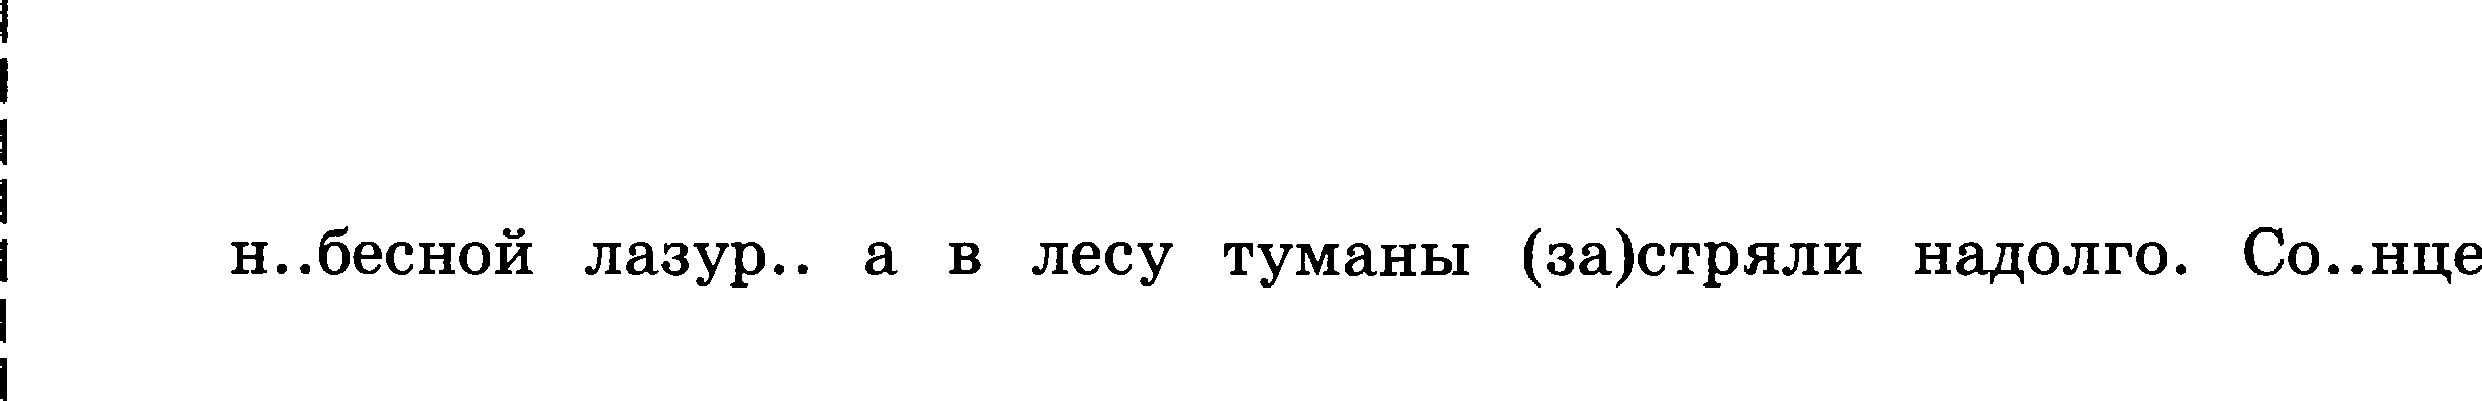 н..бесной лазур.. а в лесу туманы (за)стряли надолго. Со..нце